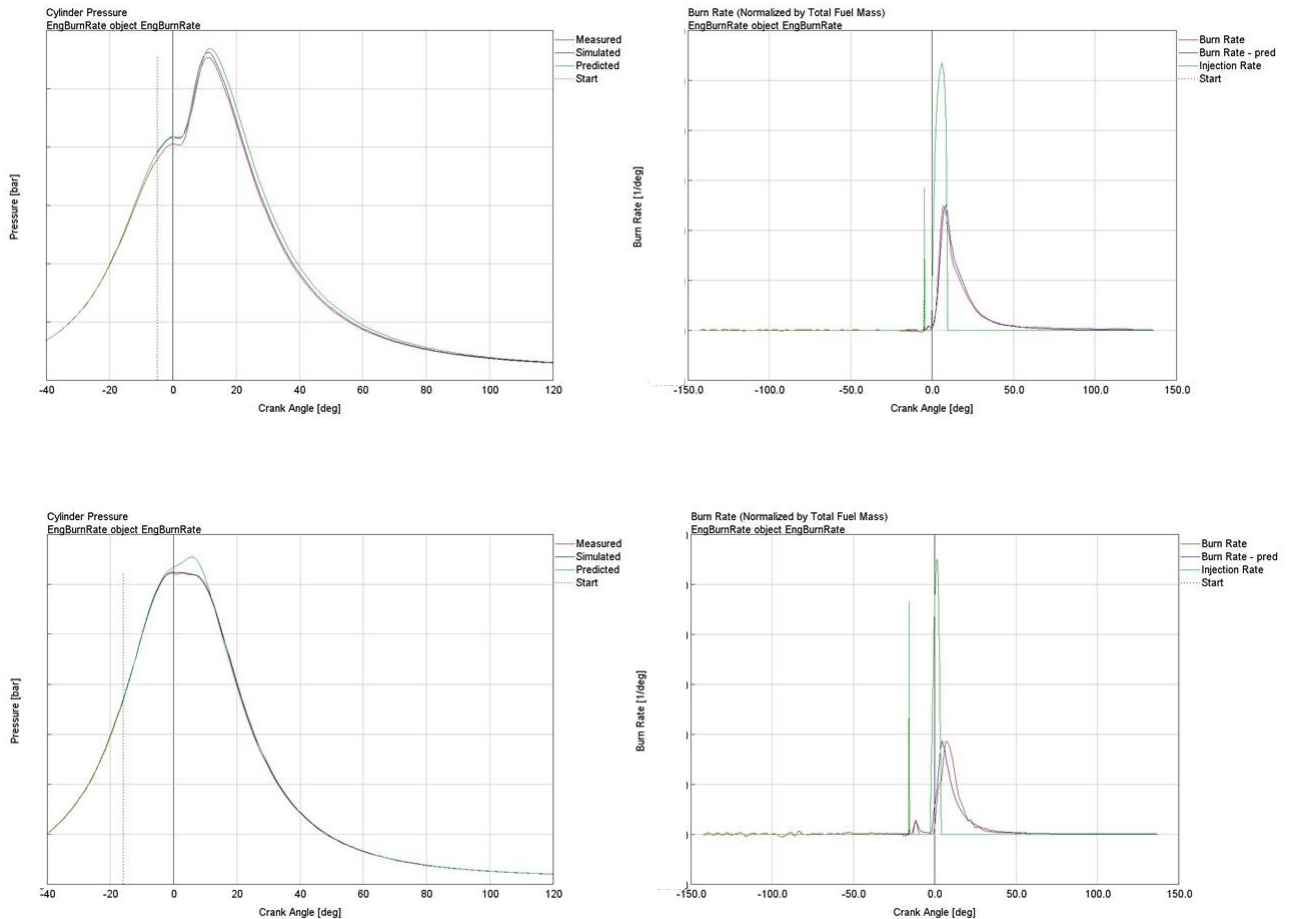 Cylinder Pressure
EngBurnRate object EngBurnRate
Measured
Simulated
Predicted
Start
Pressure [bar]
-40 -20 0 20 40 60 80 100 120
Crank Angle [deg]
Burn Rate (Normalized by Total Fuel Mass)
EngBurnRate object EngBurnRate
Burn Rate
Burn Rate - pred
Injection Rate
Start
Burn Rate [1/deg]
-150.0 -100.0 -50.0 0.0 50.0 100.0 150.0
Crank Angle [deg]
Cylinder Pressure
EngBurnRate object EngBurnRate
Measured
Simulated
Predicted
Start
Pressure [bar]
-40 -20 0 20 40 60 80 100 120
Crank Angle [deg]
Burn Rate (Normalized by Total Fuel Mass)
EngBurnRate object EngBurnRate
Burn Rate
Burn Rate - pred
Injection Rate
Start
Burn Rate [1/deg]
-150.0 -100.0 -50.0 0.0 50.0 100.0 150.0
Crank Angle [deg]